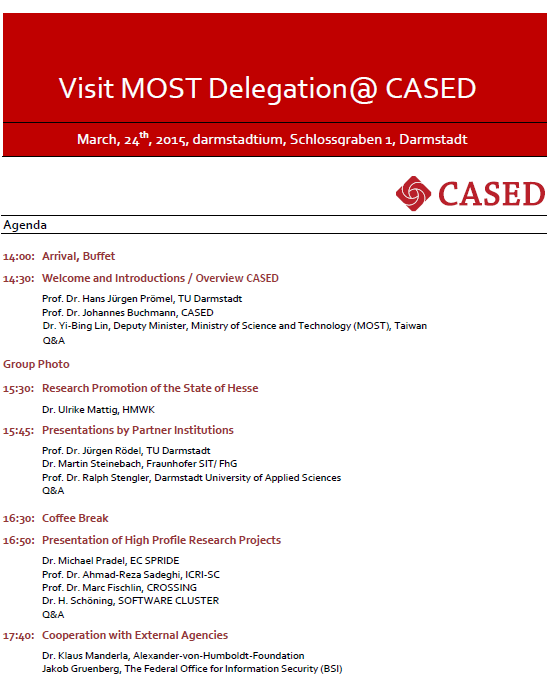 Visit MOST Delegation@ CASED
March, 24th, 2015, darmstadtium, Schlossgraben 1, Darmstadt
CASED
Agenda
14:00: Arrival, Buffet
14:30: Welcome and Introductions / Overview CASED
Prof. Dr. Hans Jürgen Prömel, TU Darmstadt
Prof. Dr. Johannes Buchmann, CASED
Dr. Yi-Bing Lin, Deputy Minister, Ministry of Science and Technology (MOST), Taiwan
Q&A
Group Photo
15:30: Research Promotion of the State of Hesse
Dr. Ulrike Mattig, HMWK
15:45: Presentations by Partner Institutions
Prof. Dr. Jürgen Rödel, TU Darmstadt
Dr. Martin Steinebach, Fraunhofer SIT/ FhG
Prof. Dr. Ralph Stengler, Darmstadt University of Applied Sciences
Q&A
16:30: Coffee Break
16:50: Presentation of High Profile Research Projects
Dr. Michael Pradel, EC SPRIDE
Prof. Dr. Ahmad-Reza Sadeghi, ICRI-SC
Prof. Dr. Marc Fischlin, CROSSING
Dr. H. Schöning, SOFTWARE CLUSTER
Q&A
17:40: Cooperation with External Agencies
Dr. Klaus Manderla, Alexander-von-Humboldt-Foundation
Jakob Gruenberg, The Federal Office for Information Security (BSI)